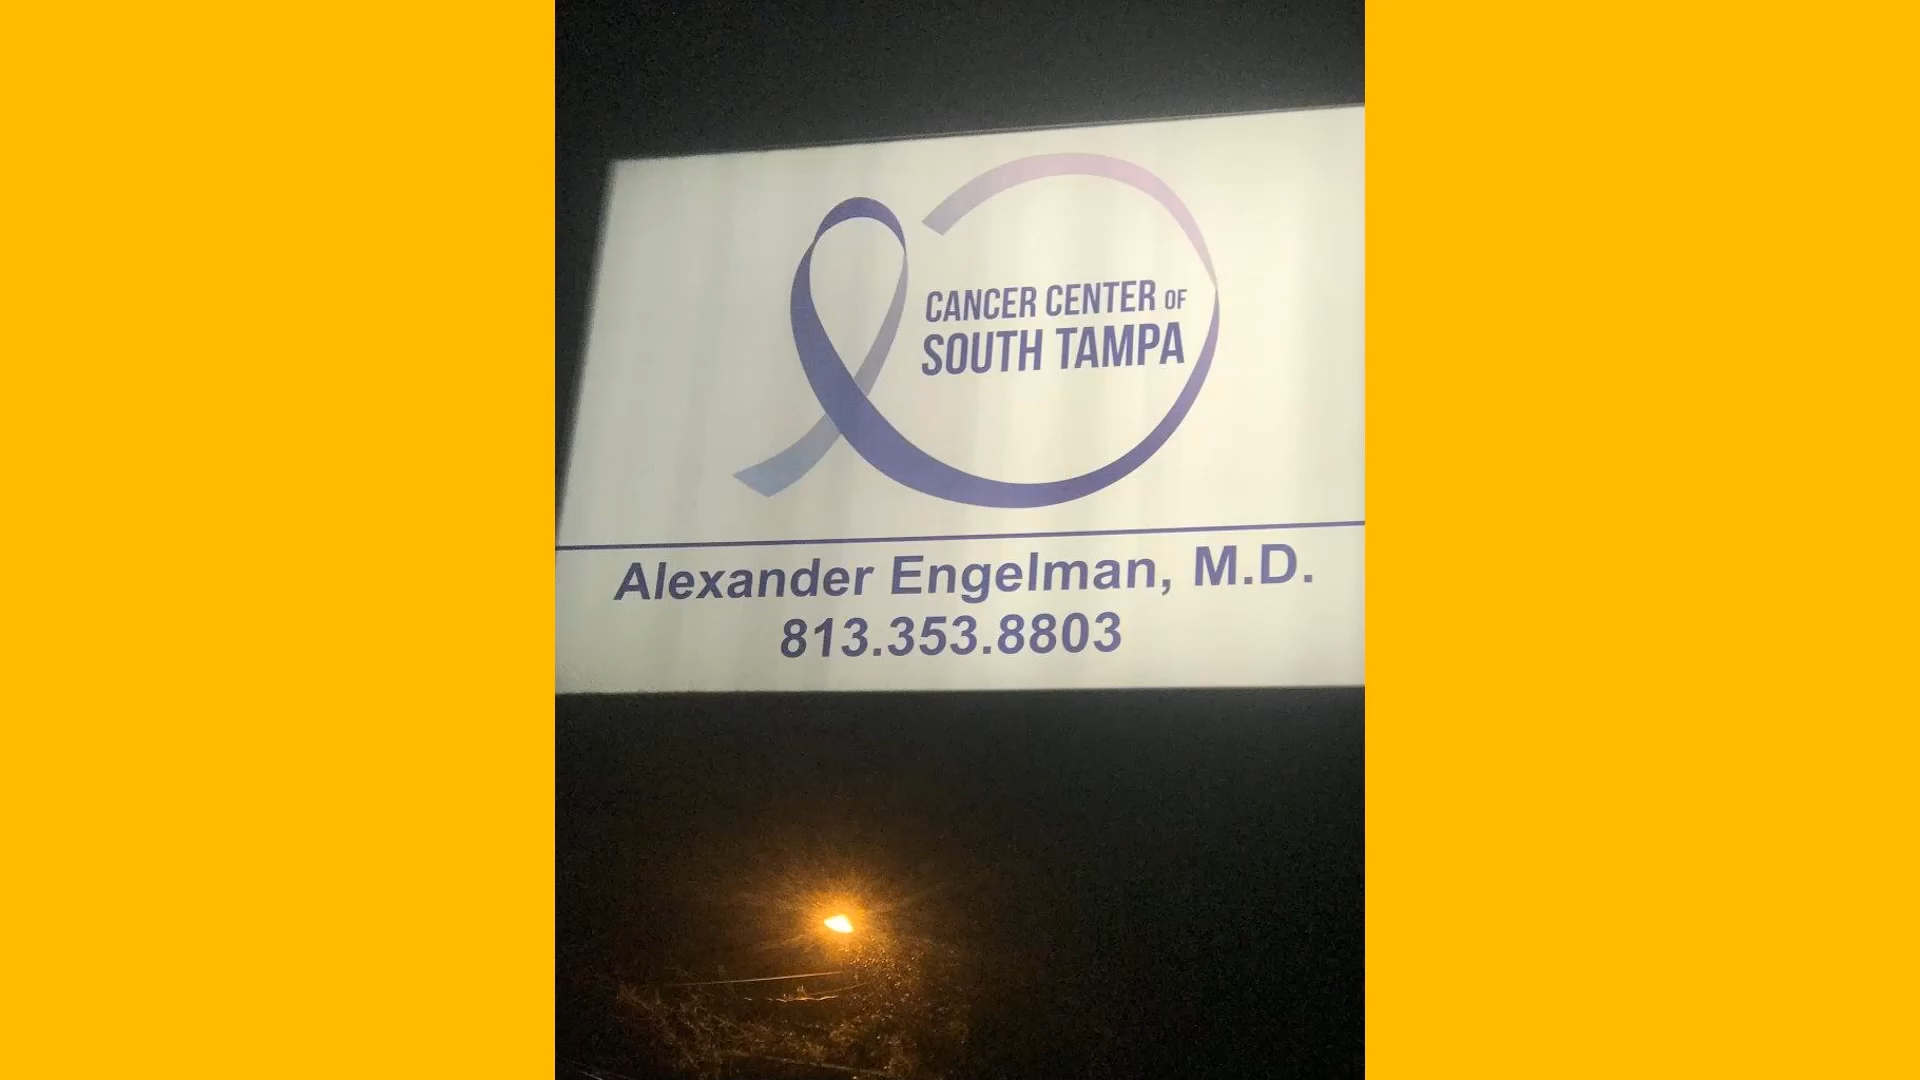 CANCER CENTER OF
SOUTH TAMPA
Alexander Engelman, M.D.
813.353.8803